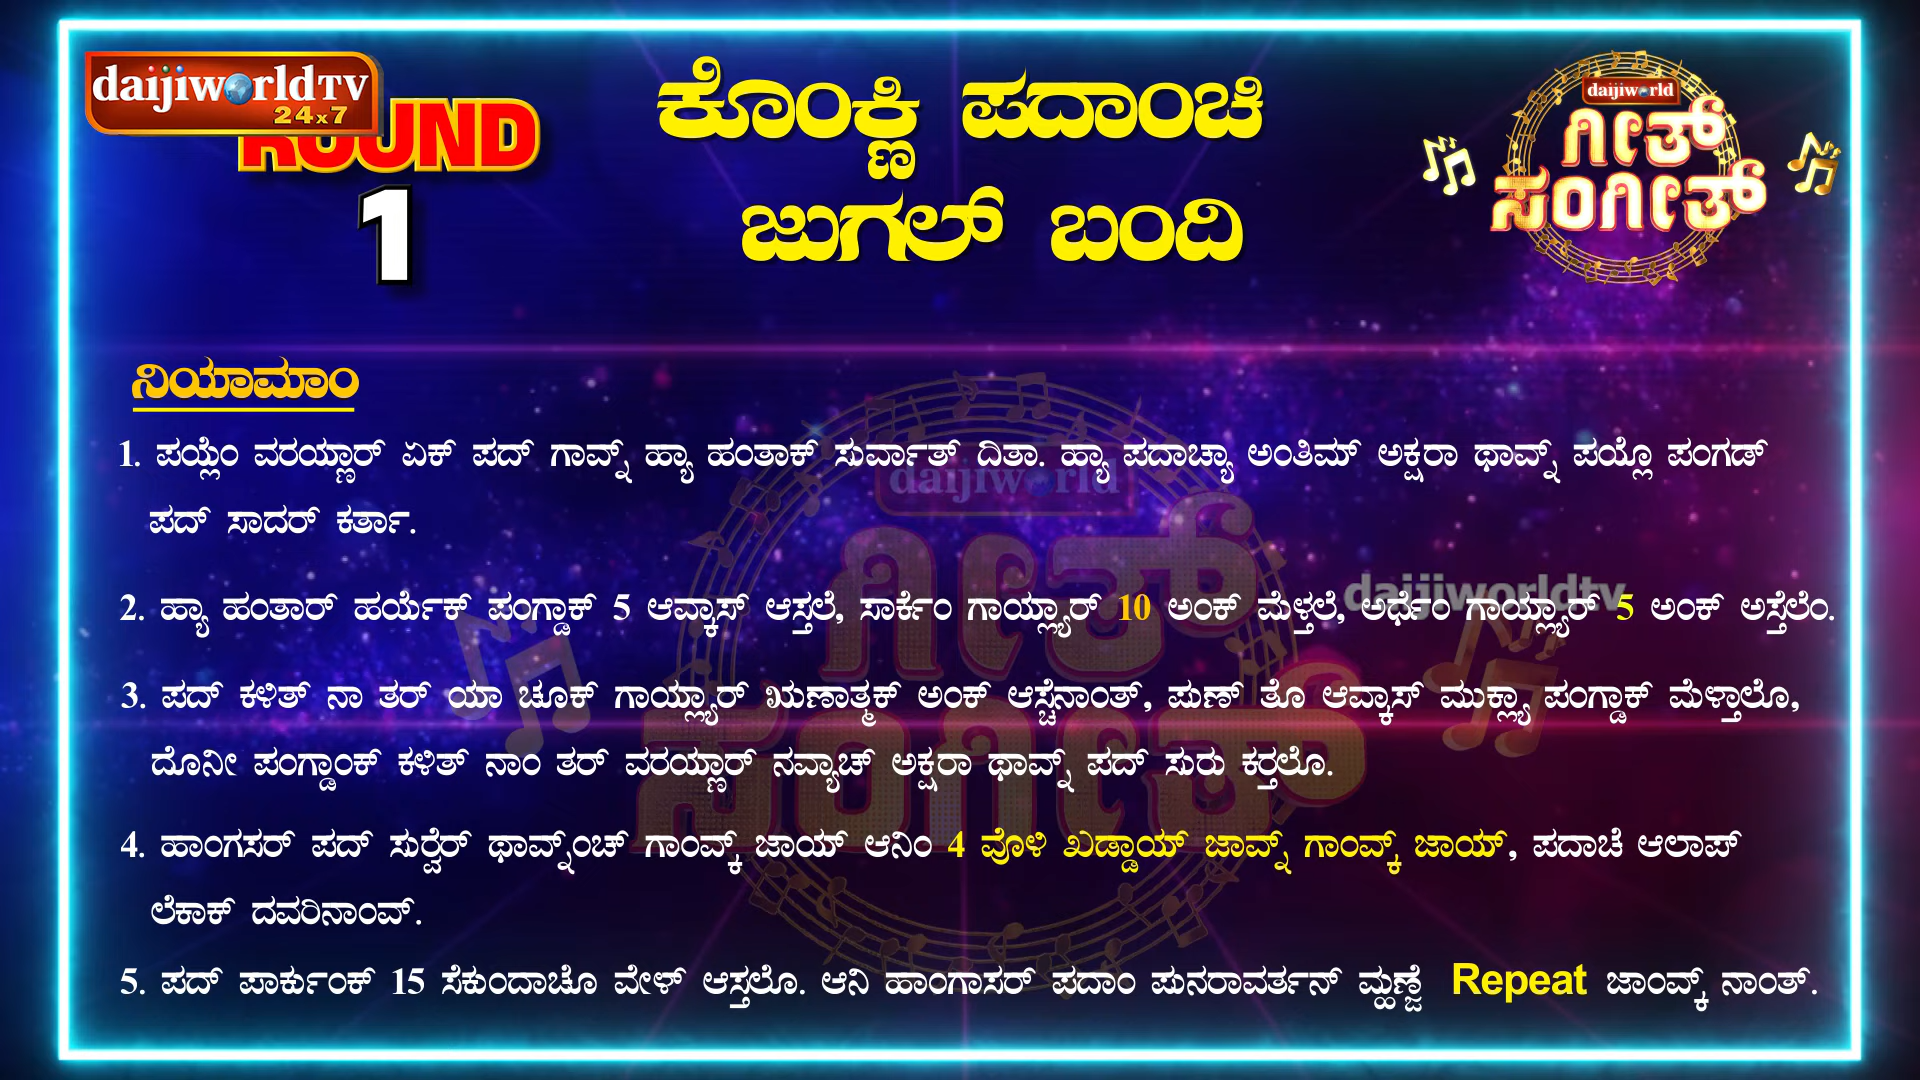 daijiworldTV
24x7
ROUND
1
ಕೊಂಕ್ಣಿ ಪದಾಂಚಿ
ಜುಗಲ್ ಬಂದಿ
daijiworld
ಗೀತ್
ಸಂಗೀತ್
ನಿಯಾಮಾಂ
1. ಪಯ್ಲೆಂ ವರಯ್ಣಾರ್ ಏಕ್ ಪದ್ ಗಾವ್ನ್ ಹ್ಯಾ ಹಂತಾಕ್ ಸುರ್ವಾತ್ ದಿತಾ. ಹ್ಯಾ ಪದಾಚ್ಯಾ ಅಂತಿಮ್ ಅಕ್ಷರಾ ಥಾವ್ನ್ ಪಯ್ಲೊ ಪಂಗಡ್
ಪದ್ ಸಾದರ್ ಕರ್ತಾ.
daijiworld
ಗೀತ್
ಸಂಗೀತ್
daijiworldtv
2. ಹ್ಯಾ ಹಂತಾರ್ ಹರ್ಯೆಕ್ ಪಂಗ್ಡಾಕ್ 5 ಆವ್ಕಾಸ್ ಆಸ್ತಲೆ, ಸಾರ್ಕೆಂ ಗಾಯ್ಲ್ಯಾರ್ 10 ಅಂಕ್ ಮೆಳ್ತಲೆ, ಅರ್ಧೆಂ ಗಾಯ್ಲ್ಯಾರ್ 5 ಅಂಕ್ ಅಸ್ತೆಲೆಂ.
3. ಪದ್ ಕಳಿತ್ ನಾ ತರ್ ಯಾ ಚೂಕ್ ಗಾಯ್ಲ್ಯಾರ್ ಋಣಾತ್ಮಕ್ ಅಂಕ್ ಆಸ್ಚೆನಾಂತ್, ಪುಣ್ ತೊ ಆವ್ಕಾಸ್ ಮುಕ್ಲ್ಯಾ ಪಂಗ್ಡಾಕ್ ಮೆಳ್ತಾಲೊ,
ದೊನೀ ಪಂಗ್ಡಾಂಕ್ ಕಳಿತ್ ನಾಂ ತರ್ ವರಯ್ಣಾರ್ ನವ್ಯಾಚ್ ಅಕ್ಷರಾ ಥಾವ್ನ್ ಪದ್ ಸುರು ಕರ‍್ತಲೊ.
4. ಹಾಂಗಸರ್ ಪದ್ ಸುರ‍್ವೆರ್ ಥಾವ್ನ್ಂಚ್ ಗಾಂವ್ಕ್ ಜಾಯ್ ಆನಿಂ 4 ವೊಳಿ ಖಡ್ಡಾಯ್ ಜಾವ್ನ್ ಗಾಂವ್ಕ್ ಜಾಯ್, ಪದಾಚೆ ಆಲಾಪ್
ಲೆಕಾಕ್ ದವರಿನಾಂವ್.
5. ಪದ್ ಪಾರ್ಕುಂಕ್ 15 ಸೆಕುಂದಾಚೊ ವೇಳ್ ಆಸ್ತಲೊ. ಆನಿ ಹಾಂಗಾಸರ್ ಪದಾಂ ಪುನರಾವರ್ತನ್ ಮ್ಹಣ್ಜೆ Repeat ಜಾಂವ್ಕ್ ನಾಂತ್.